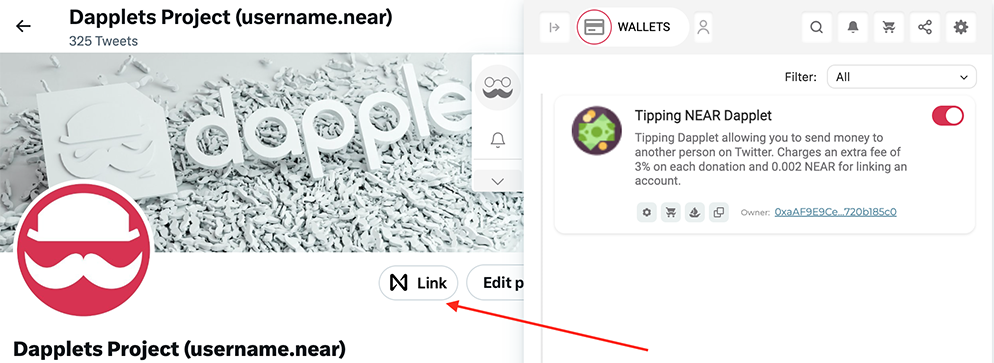 Dapplets Project (username.near)
325 Tweets
dapple
Link
Edit p
Dapplets Project (username.near)
WALLETS
Filter:
All
Tipping NEAR Dapplet
Tipping Dapplet allowing you to send money to
another person on Twitter. Charges an extra fee of
3% on each donation and 0.002 NEAR for linking an
account.
Owner: 0xaAF9E9Ce...720b185c0